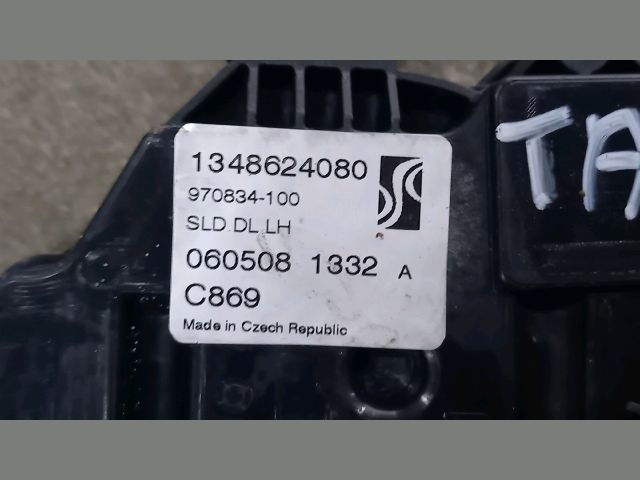 1348624080
970834-100
SLD DL LH
060508 1332 A
C869
Made in Czech Republic
TA